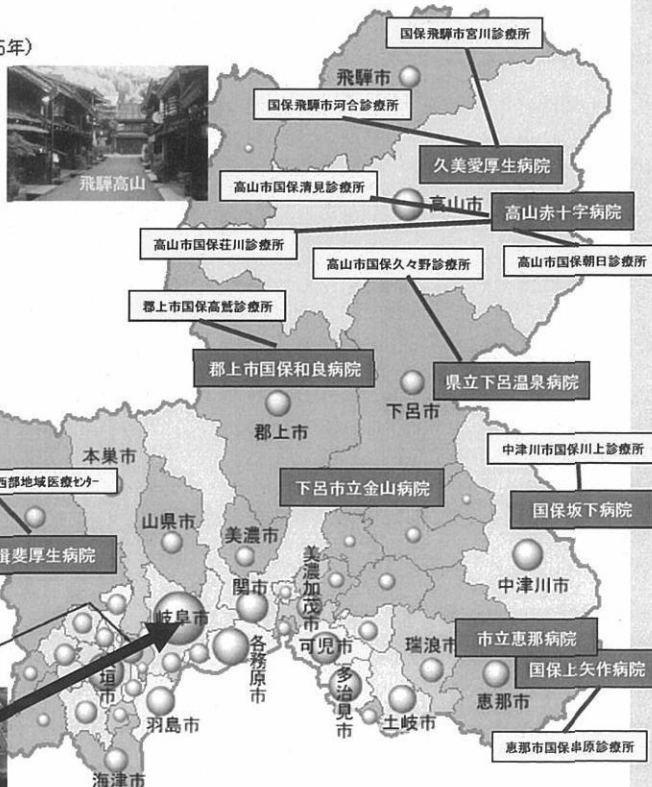 5年)
国保飛騨市宮川診療所
飛騨市
国保飛騨市河合診療所
飛騨高山
久美愛厚生病院
高山市国保清見診療所
高山市
高山赤十字病院
高山市国保荘川診療所
高山市国保久々野診療所
高山市国保朝日診療所
郡上市国保高鷲診療所
郡上市国保和良病院
県立下呂温泉病院
下呂市
郡上市
本巣市
中津川市国保川上診療所
西部地域医療センター
下呂市立金山病院
国保坂下病院
山県市
美濃市
揖斐厚生病院
中津川市
関市
美濃加茂市
岐阜市
各務原市
可児市
瑞浪市
市立恵那病院
国保上矢作病院
垣市
多治見市
恵那市
羽島市
土岐市
恵那市国保串原診療所
海津市